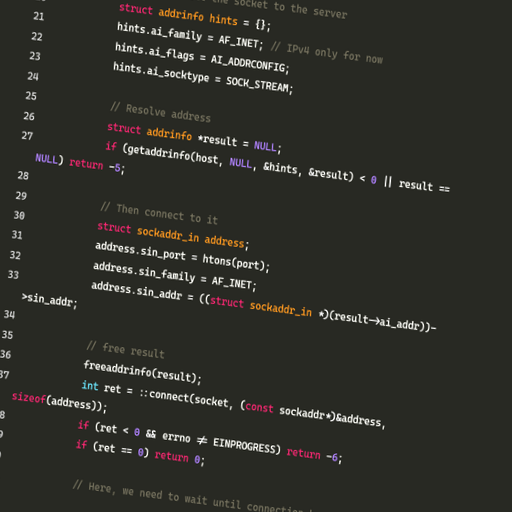 the socket to the server
21 struct addrinfo hints = {};
22 hints.ai_family = AF_INET; // IPv4 only for now
23 hints.ai_flags = AI_ADDRCONFIG;
24 hints.ai_socktype = SOCK_STREAM;
25
26 // Resolve address
27 struct addrinfo *result = NULL;
if (getaddrinfo(host, NULL, &hints, &result) < 0 || result ==
NULL) return -5;
28
29
30 // Then connect to it
31 struct sockaddr_in address;
32 address.sin_port = htons(port);
33 address.sin_family = AF_INET;
address.sin_addr = ((struct sockaddr_in *)(result->ai_addr))-
>sin_addr;
34
35
36 // free result
37 freeaddrinfo(result);
int ret = ::connect(socket, (const sockaddr*)&address,
sizeof(address));
8 if (ret < 0 && errno ≠ EINPROGRESS) return -6;
9 if (ret == 0) return 0;
// Here, we need to wait until connection